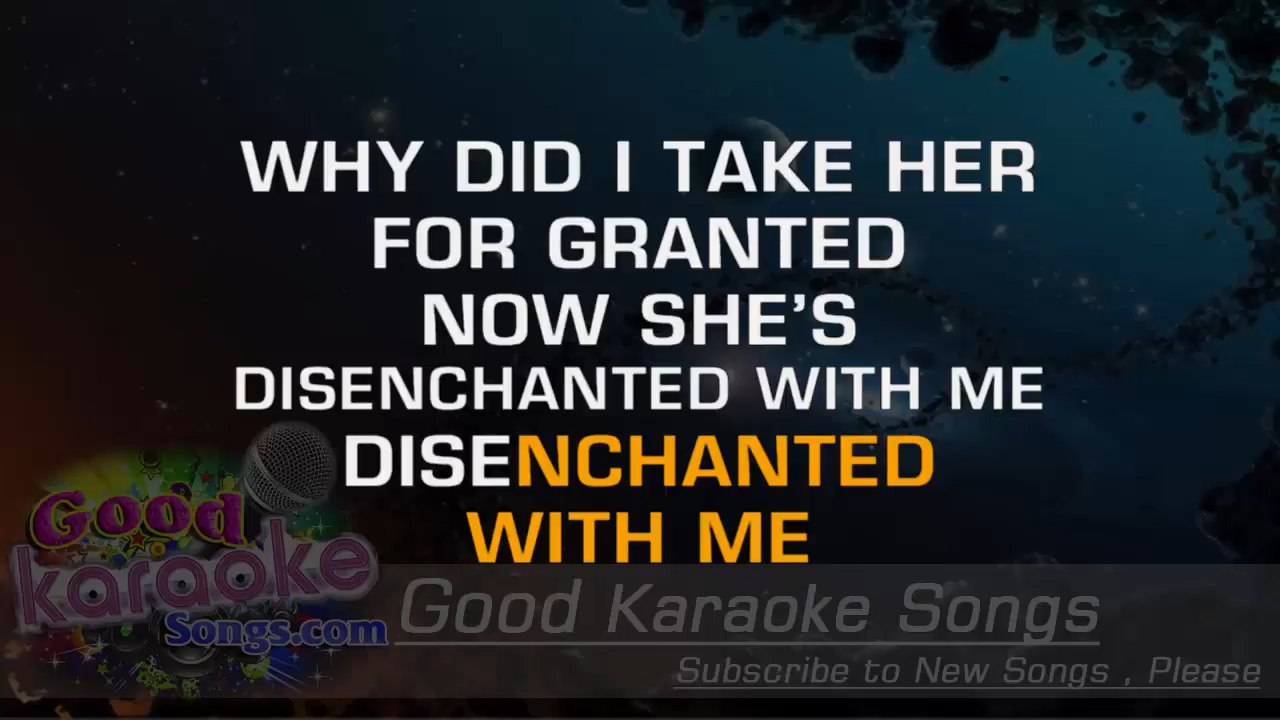 WHY DID I TAKE HER
FOR GRANTED
NOW SHE'S
DISENCHANTED WITH ME
DISENCHANTED
WITH ME
Good
karaoke
Songs.com
Good Karaoke Songs
Subscribe to New Songs , Please